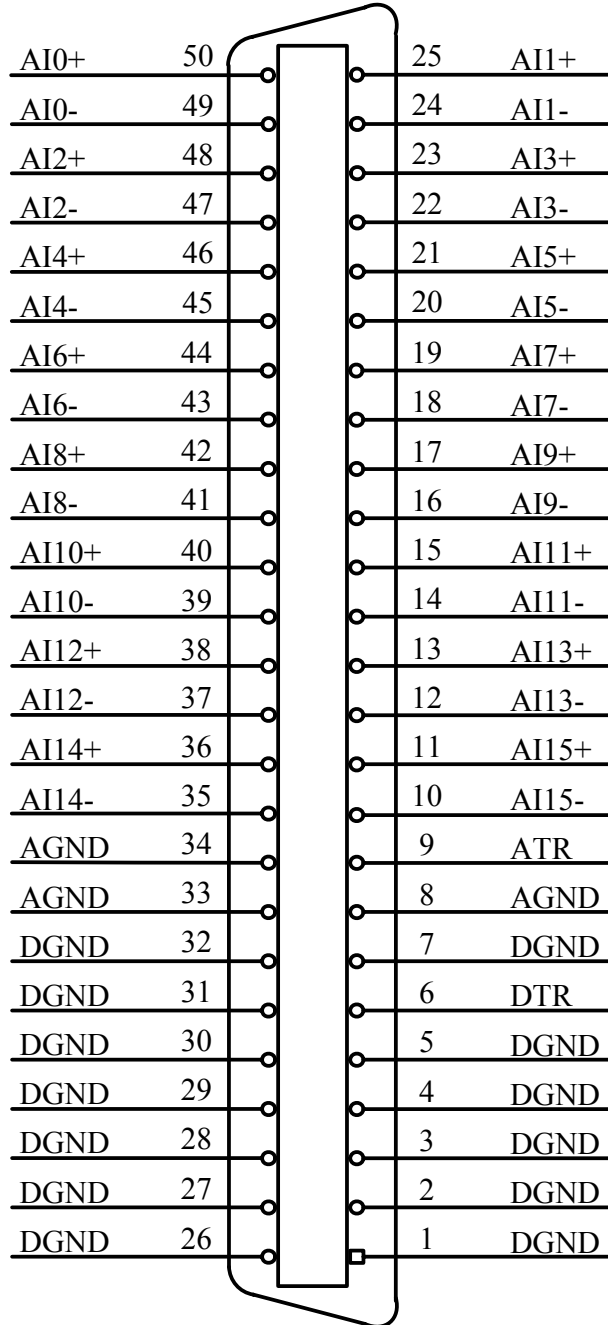 AI0+ 50 25 AI1+
AI0- 49 24 AI1-
AI2+ 48 23 AI3+
AI2- 47 22 AI3-
AI4+ 46 21 AI5+
AI4- 45 20 AI5-
AI6+ 44 19 AI7+
AI6- 43 18 AI7-
AI8+ 42 17 AI9+
AI8- 41 16 AI9-
AI10+ 40 15 AI11+
AI10- 39 14 AI11-
AI12+ 38 13 AI13+
AI12- 37 12 AI13-
AI14+ 36 11 AI15+
AI14- 35 10 AI15-
AGND 34 9 ATR
AGND 33 8 AGND
DGND 32 7 DGND
DGND 31 6 DTR
DGND 30 5 DGND
DGND 29 4 DGND
DGND 28 3 DGND
DGND 27 2 DGND
DGND 26 1 DGND